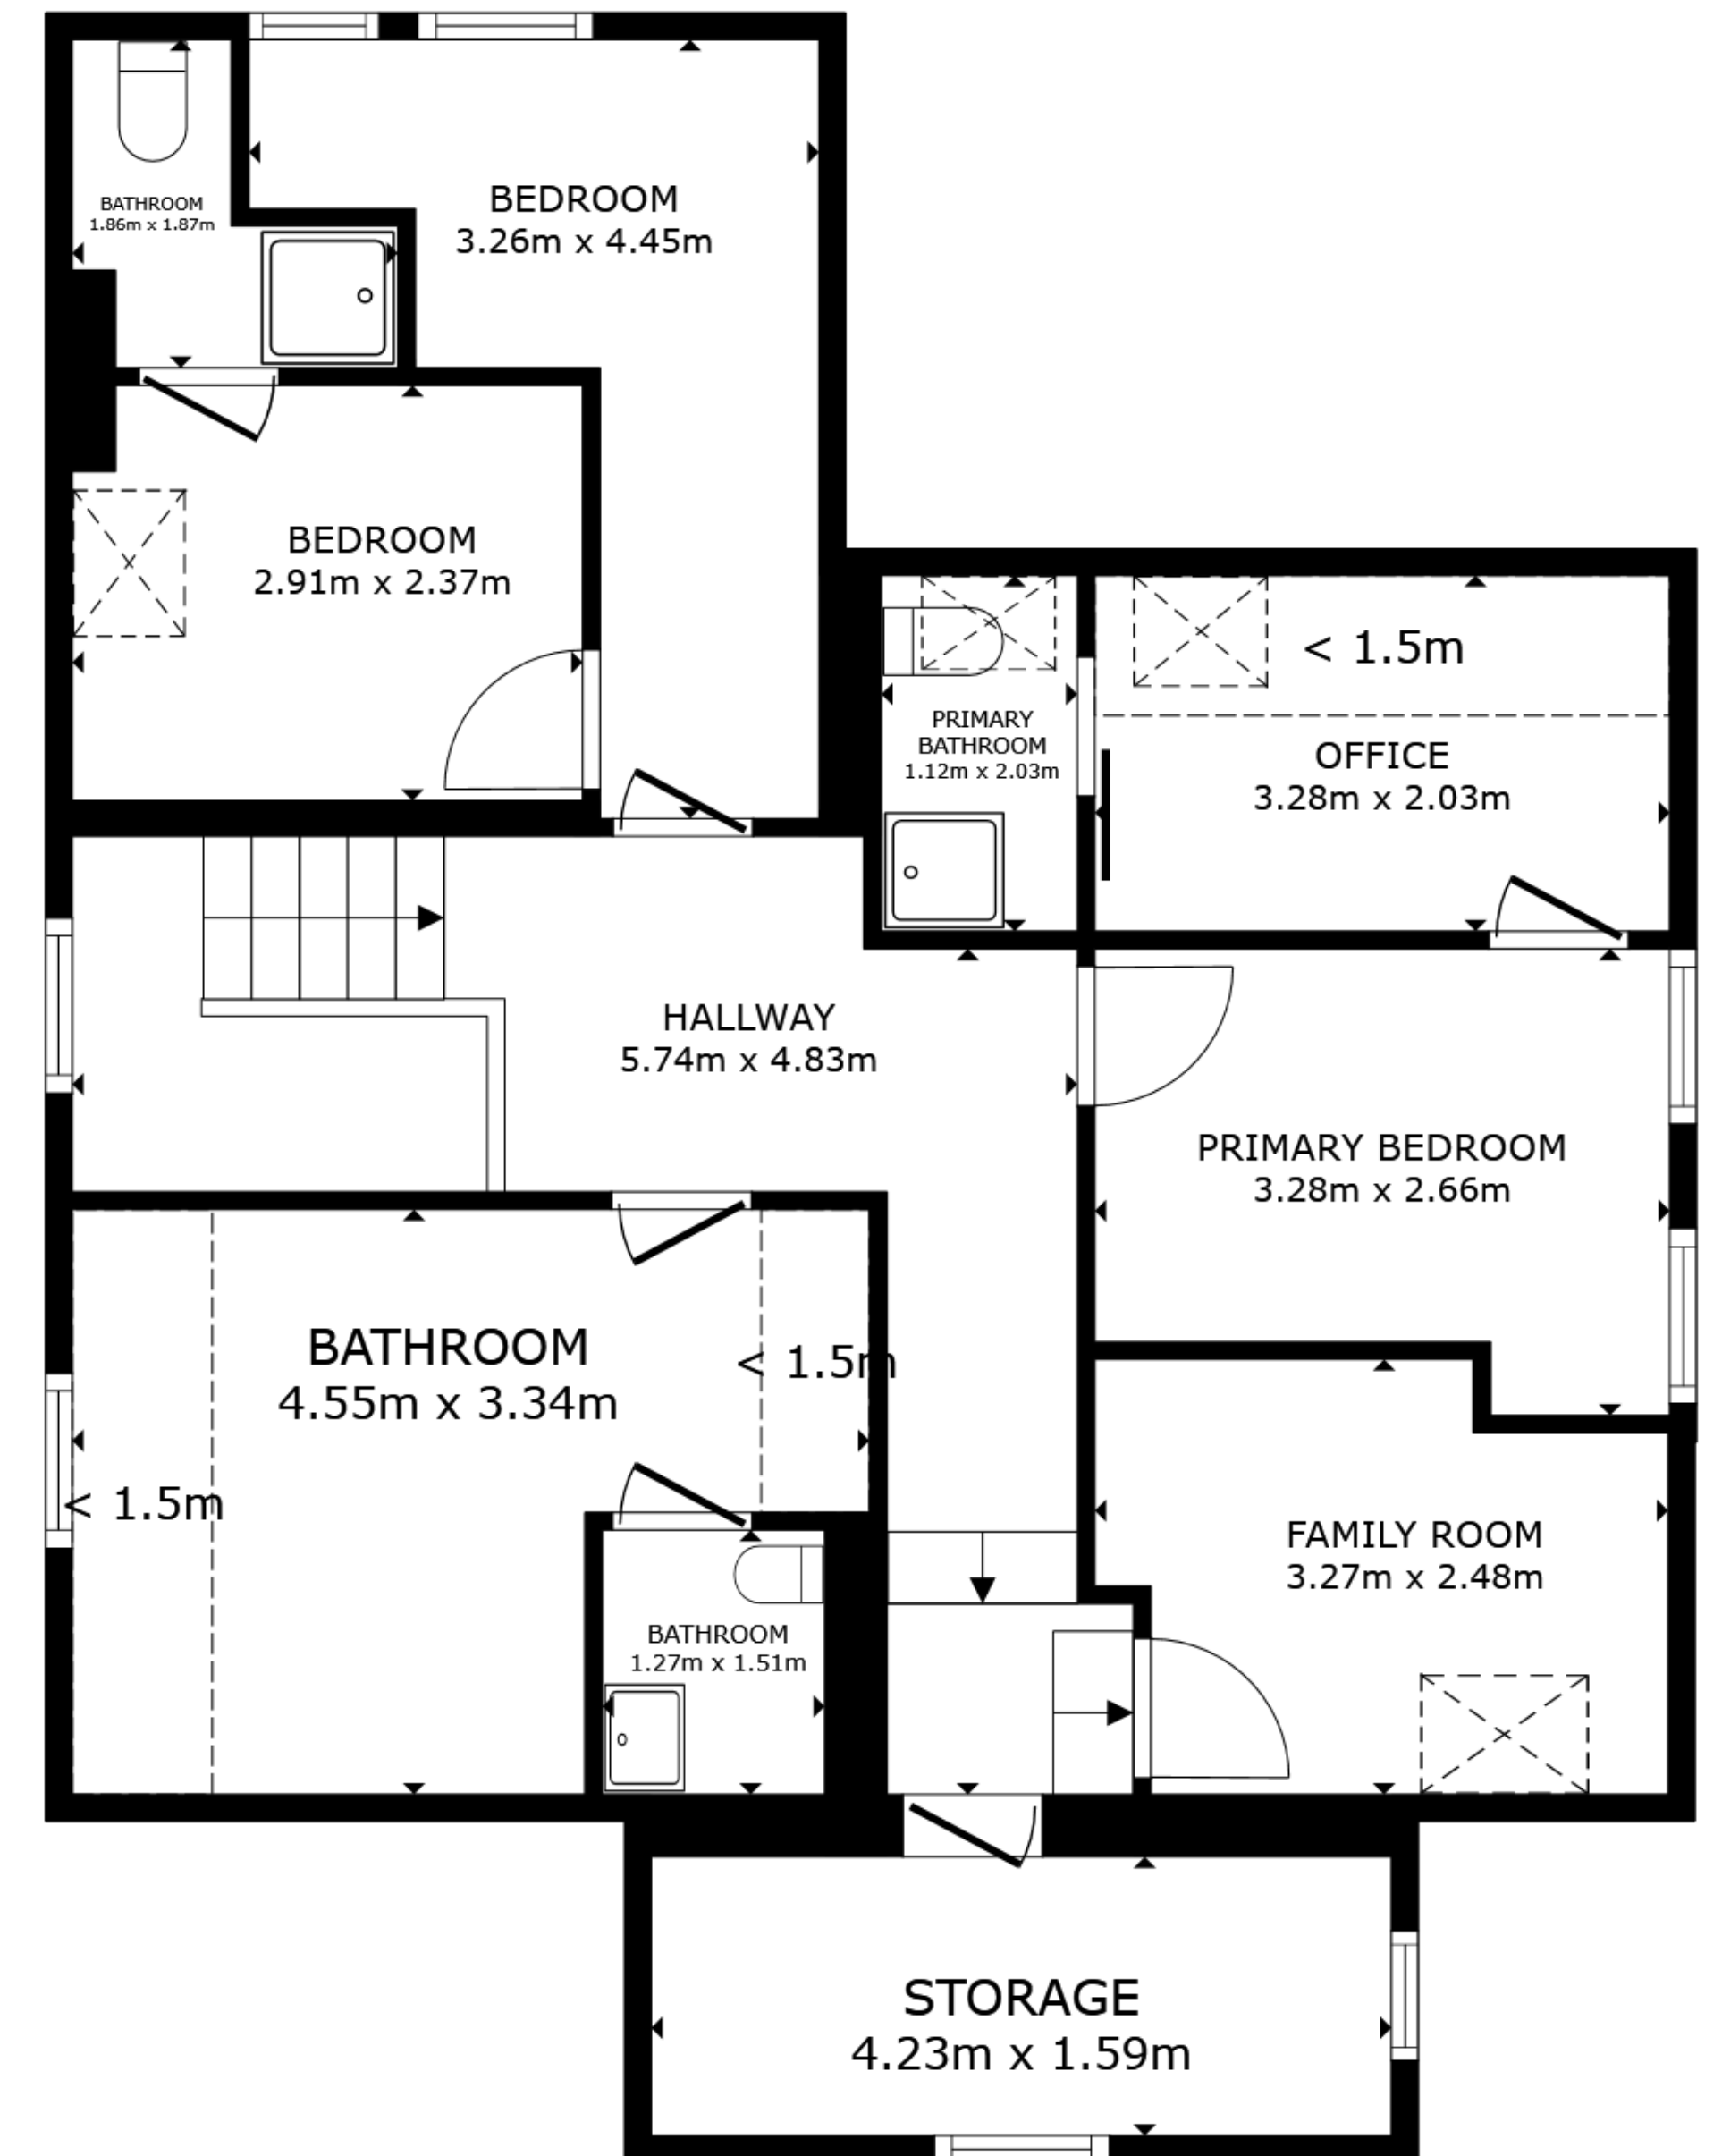 BATHROOM
1.86m x 1.87m
BEDROOM
3.26m x 4.45m
BEDROOM
2.91m x 2.37m
PRIMARY
BATHROOM
1.12m x 2.03m
< 1.5m
OFFICE
3.28m x 2.03m
HALLWAY
5.74m x 4.83m
PRIMARY BEDROOM
3.28m x 2.66m
BATHROOM
4.55m x 3.34m
< 1.5m
< 1.5m
FAMILY ROOM
3.27m x 2.48m
BATHROOM
1.27m x 1.51m
STORAGE
4.23m x 1.59m